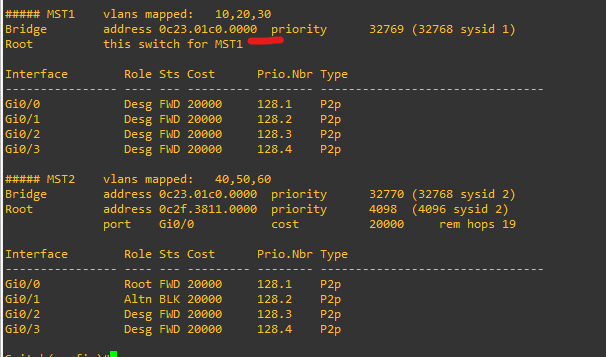 ##### MST1    vlans mapped:   10,20,30
Bridge        address 0c23.01c0.0000  priority      32769 (32768 sysid 1)
Root          this switch for MST1
Interface        Role Sts Cost      Prio.Nbr Type
---------------- ---- --- --------- -------- --------------------------------
Gi0/0            Desg FWD 20000     128.1    P2p
Gi0/1            Desg FWD 20000     128.2    P2p
Gi0/2            Desg FWD 20000     128.3    P2p
Gi0/3            Desg FWD 20000     128.4    P2p
##### MST2    vlans mapped:   40,50,60
Bridge        address 0c23.01c0.0000  priority      32770 (32768 sysid 2)
Root          address 0c2f.3811.0000  priority      4098  (4096 sysid 2)
              port    Gi0/0           cost          20000     rem hops 19
Interface        Role Sts Cost      Prio.Nbr Type
---------------- ---- --- --------- -------- --------------------------------
Gi0/0            Root FWD 20000     128.1    P2p
Gi0/1            Altn BLK 20000     128.2    P2p
Gi0/2            Desg FWD 20000     128.3    P2p
Gi0/3            Desg FWD 20000     128.4    P2p